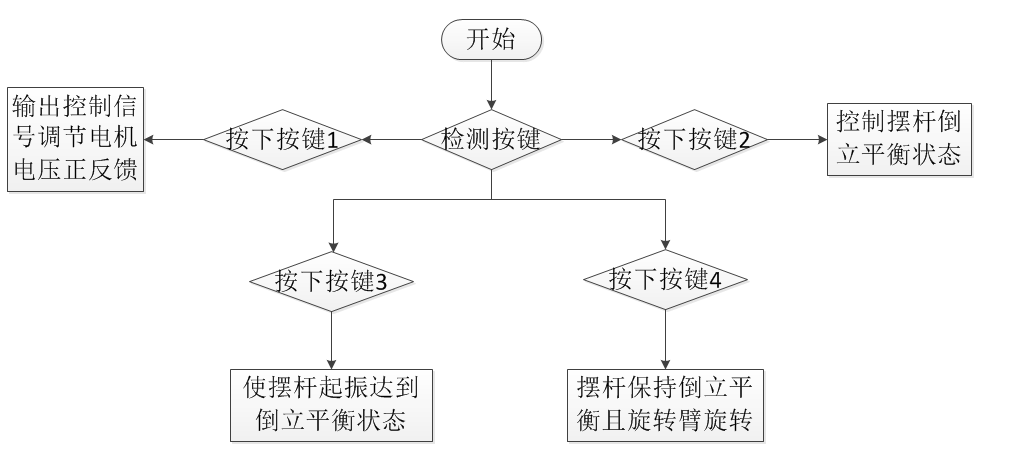 开始
输出控制信
号调节电机
电压正反馈
按下按键1
检测按键
按下按键2
控制摆杆倒
立平衡状态
按下按键3
按下按键4
使摆杆起振达到
倒立平衡状态
摆杆保持倒立平
衡且旋转臂旋转